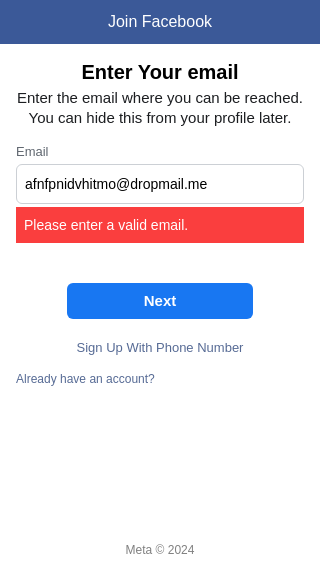 Join Facebook
Enter Your email
Enter the email where you can be reached.
You can hide this from your profile later.
Email
afnfpnidvhitmo@dropmail.me
Please enter a valid email.
Next
Sign Up With Phone Number
Already have an account?
Meta © 2024